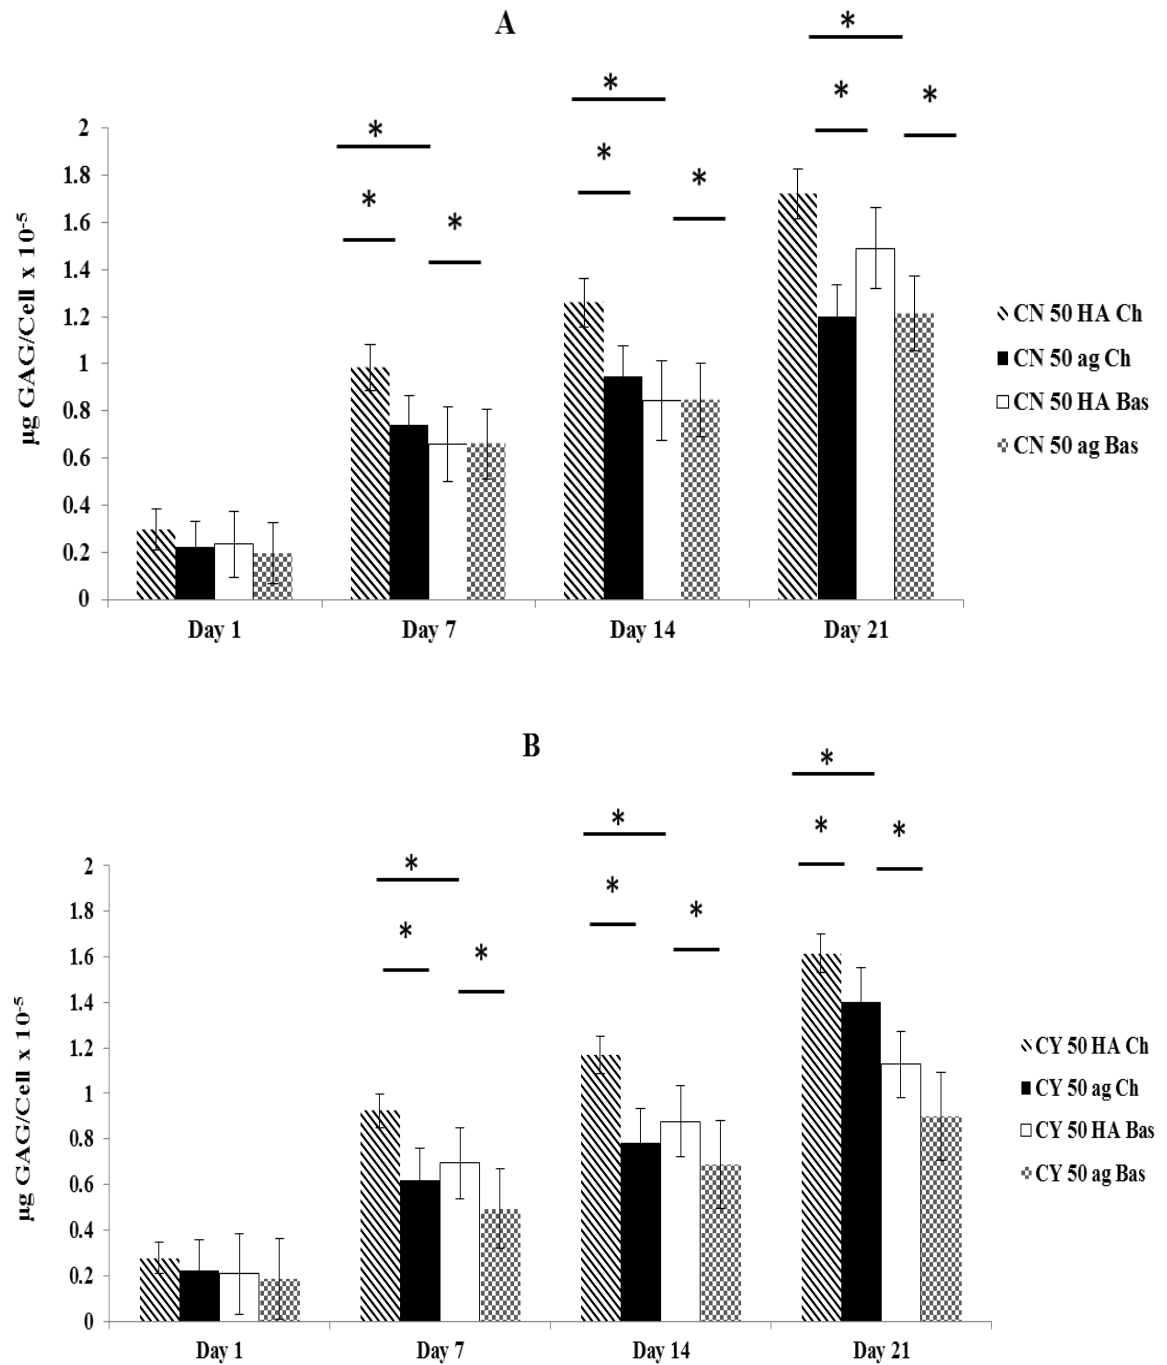 A
*
*
*
*
*
*
*
*
*
2
1.8
1.6
1.4
1.2
1
0.8
0.6
0.4
0.2
0
µg GAG/Cell x 10-5
Day 1 Day 7 Day 14 Day 21
CN 50 HA Ch
CN 50 ag Ch
CN 50 HA Bas
CN 50 ag Bas
B
*
*
*
*
*
*
*
*
*
2
1.8
1.6
1.4
1.2
1
0.8
0.6
0.4
0.2
0
µg GAG/Cell x 10-5
Day 1 Day 7 Day 14 Day 21
CY 50 HA Ch
CY 50 ag Ch
CY 50 HA Bas
CY 50 ag Bas